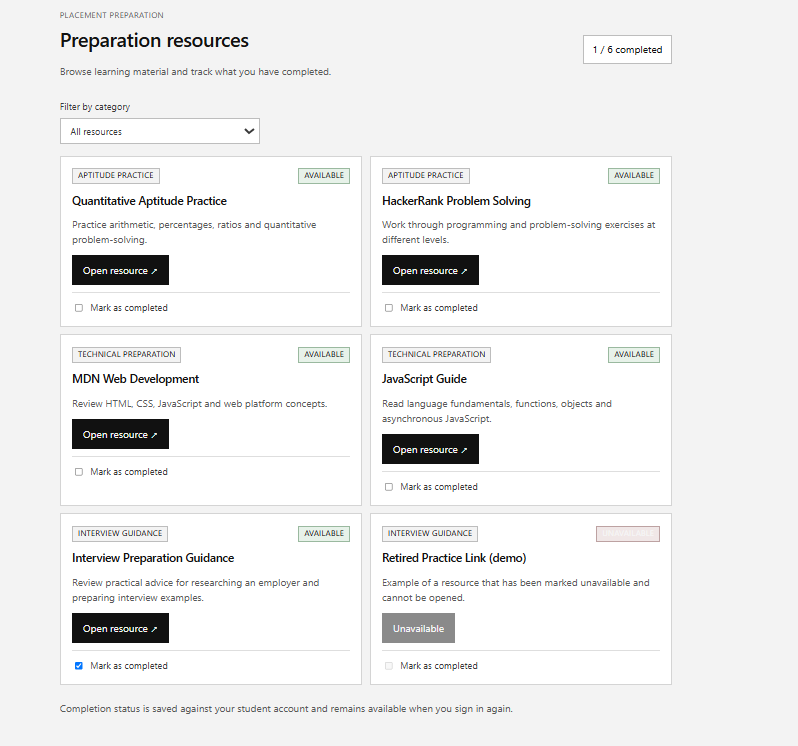 PLACEMENT PREPARATION
Preparation resources
1 / 6 completed
Browse learning material and track what you have completed.
Filter by category
All resources
APTITUDE PRACTICE
AVAILABLE
Quantitative Aptitude Practice
Practice arithmetic, percentages, ratios and quantitative
problem-solving.
Open resource ↗
Mark as completed
APTITUDE PRACTICE
AVAILABLE
HackerRank Problem Solving
Work through programming and problem-solving exercises at
different levels.
Open resource ↗
Mark as completed
TECHNICAL PREPARATION
AVAILABLE
MDN Web Development
Review HTML, CSS, JavaScript and web platform concepts.
Open resource ↗
Mark as completed
TECHNICAL PREPARATION
AVAILABLE
JavaScript Guide
Read language fundamentals, functions, objects and
asynchronous JavaScript.
Open resource ↗
Mark as completed
INTERVIEW GUIDANCE
AVAILABLE
Interview Preparation Guidance
Review practical advice for researching an employer and
preparing interview examples.
Open resource ↗
Mark as completed
INTERVIEW GUIDANCE
UNAVAILABLE
Retired Practice Link (demo)
Example of a resource that has been marked unavailable and
cannot be opened.
Unavailable
Mark as completed
Completion status is saved against your student account and remains available when you sign in again.